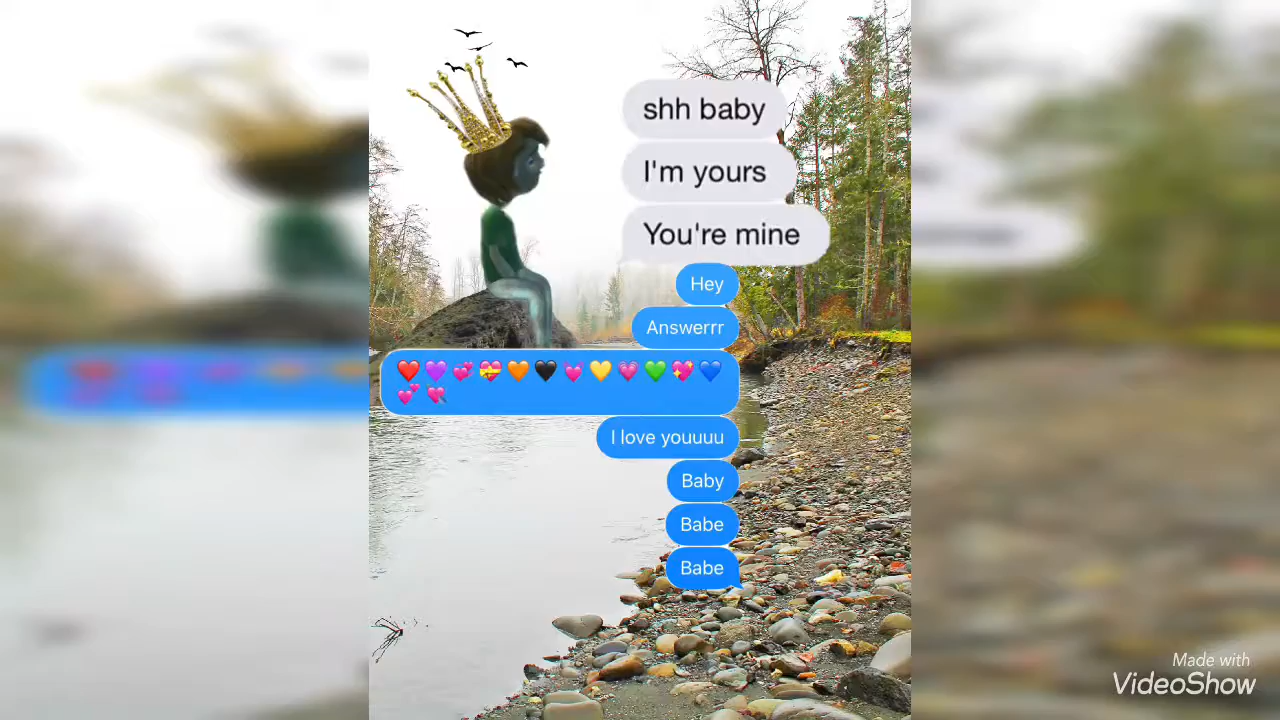 shh baby
I'm yours
You're mine
Hey
Answerrr
❤️💜💞💝🧡🖤💓💛💗💚💖💙
💕💘
I love youuuu
Baby
Babe
Babe
Made with
VideoShow